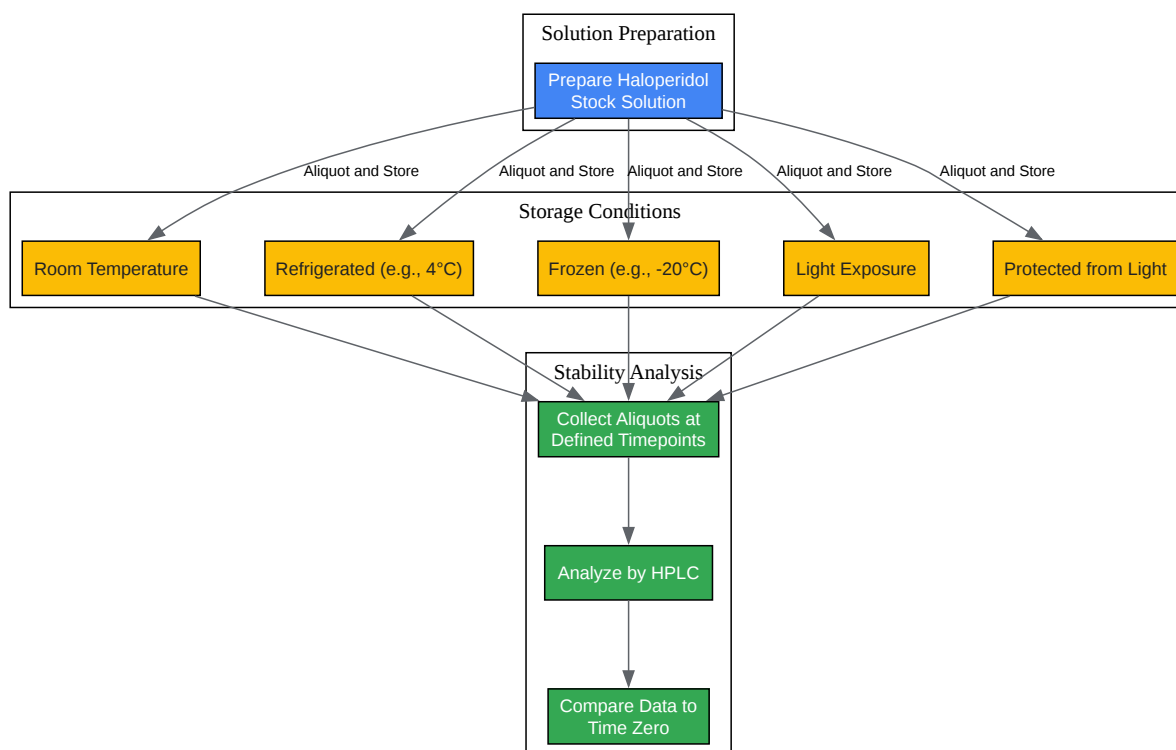 Solution Preparation
Prepare Haloperidol
Stock Solution
Aliquot and Store
Aliquot and Store
Aliquot and Store
Aliquot and Store
Aliquot and Store
Storage Conditions
Room Temperature
Refrigerated (e.g., 4°C)
Frozen (e.g., -20°C)
Light Exposure
Protected from Light
Stability Analysis
Collect Aliquots at
Defined Timepoints
Analyze by HPLC
Compare Data to
Time Zero